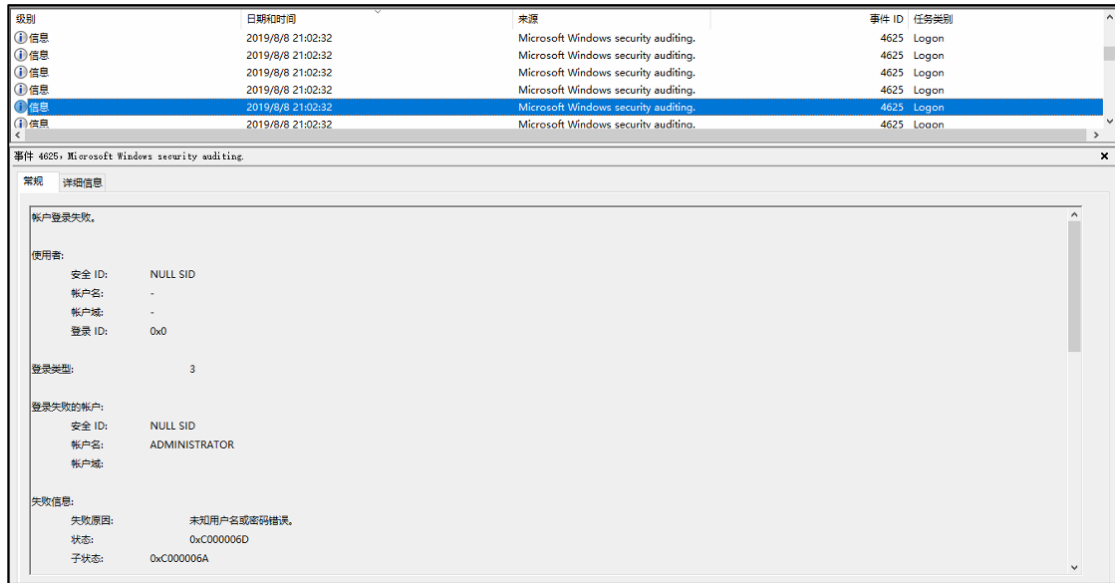 级别 日期和时间 来源 事件 ID 任务类别
信息 2019/8/8 21:02:32 Microsoft Windows security auditing. 4625 Logon
信息 2019/8/8 21:02:32 Microsoft Windows security auditing. 4625 Logon
信息 2019/8/8 21:02:32 Microsoft Windows security auditing. 4625 Logon
信息 2019/8/8 21:02:32 Microsoft Windows security auditing. 4625 Logon
信息 2019/8/8 21:02:32 Microsoft Windows security auditing. 4625 Logon
信息 2019/8/8 21:02:32 Microsoft Windows security auditing. 4625 Logon
事件 4625，Microsoft Windows security auditing.
常规 详细信息
帐户登录失败。
使用者:
安全 ID: NULL SID
帐户名: -
帐户域: -
登录 ID: 0x0
登录类型: 3
登录失败的帐户:
安全 ID: NULL SID
帐户名: ADMINISTRATOR
帐户域:
失败信息:
失败原因: 未知用户名或密码错误。
状态: 0xC000006D
子状态: 0xC000006A